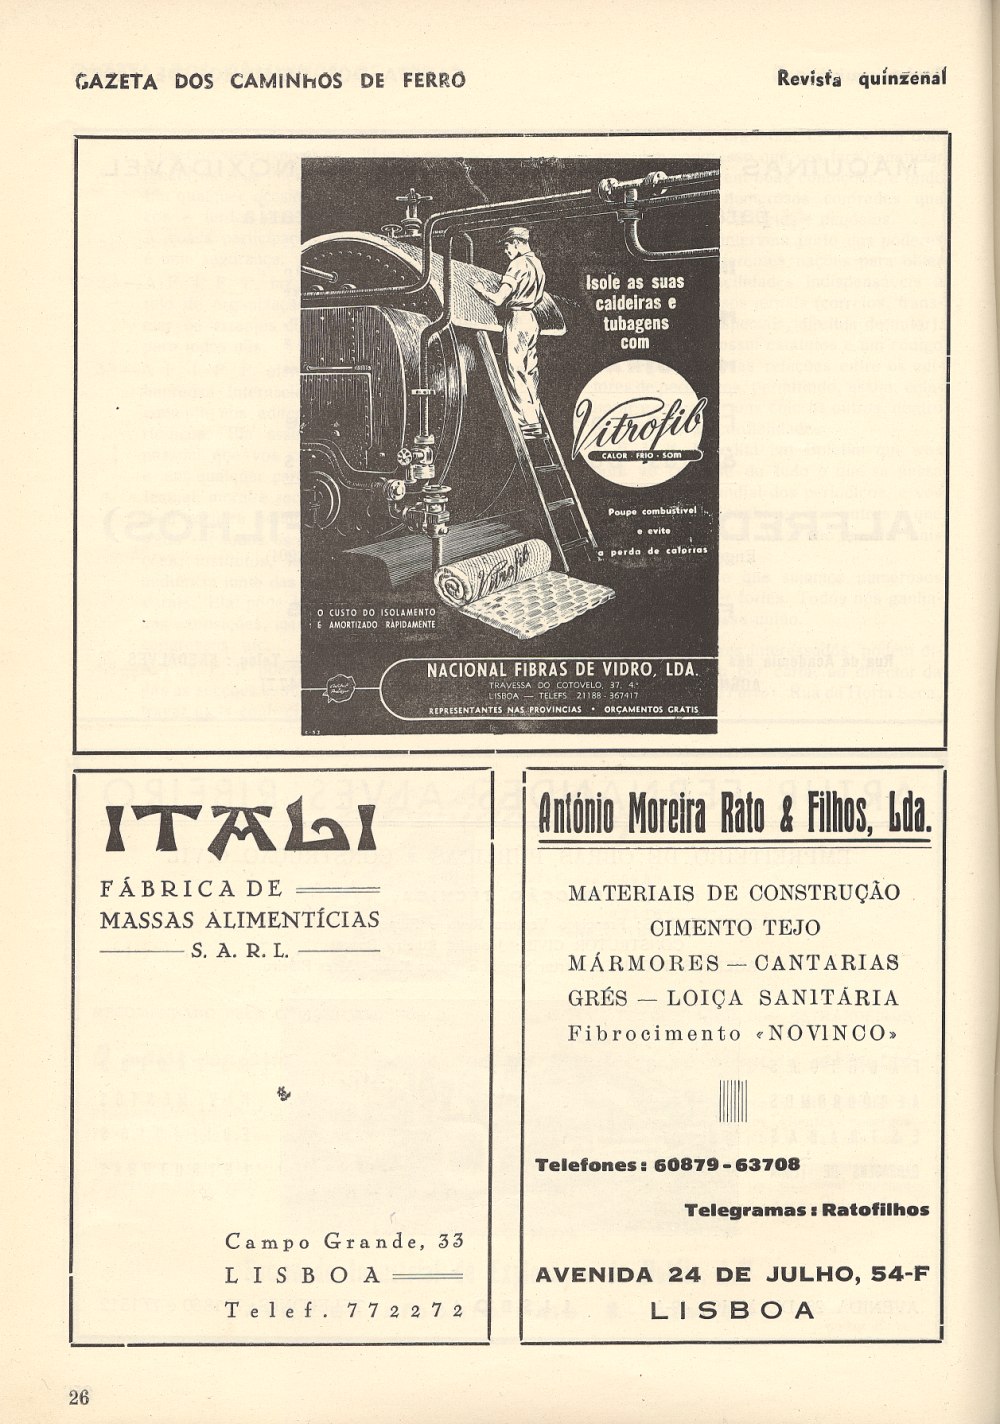 GAZETA DOS CAMINHOS DE FERRO
Revista quinzenal
Isole as suas
caldeiras e
tubagens
com
Vitrofib
CALOR · FRIO · SOM
Poupe combustível
e evite
a perda de calorias
Vitrofib
O CUSTO DO ISOLAMENTO
É AMORTIZADO RÀPIDAMENTE
NACIONAL FIBRAS DE VIDRO, LDA.
TRAVESSA DO COTOVELO, 37, 4.º
LISBOA — TELEFS. 21188 - 367417
REPRESENTANTES NAS PROVINCIAS • ORÇAMENTOS GRATIS
ITALI
FÁBRICA DE
MASSAS ALIMENTÍCIAS
S. A. R. L.
Campo Grande, 33
LISBOA
Telef. 772272
António Moreira Rato & Filhos, Lda.
MATERIAIS DE CONSTRUÇÃO
CIMENTO TEJO
MÁRMORES — CANTARIAS
GRÉS — LOIÇA SANITÁRIA
Fibrocimento «NOVINCO»
Telefones: 60879-63708
Telegramas: Ratofilhos
AVENIDA 24 DE JULHO, 54-F
LISBOA
26